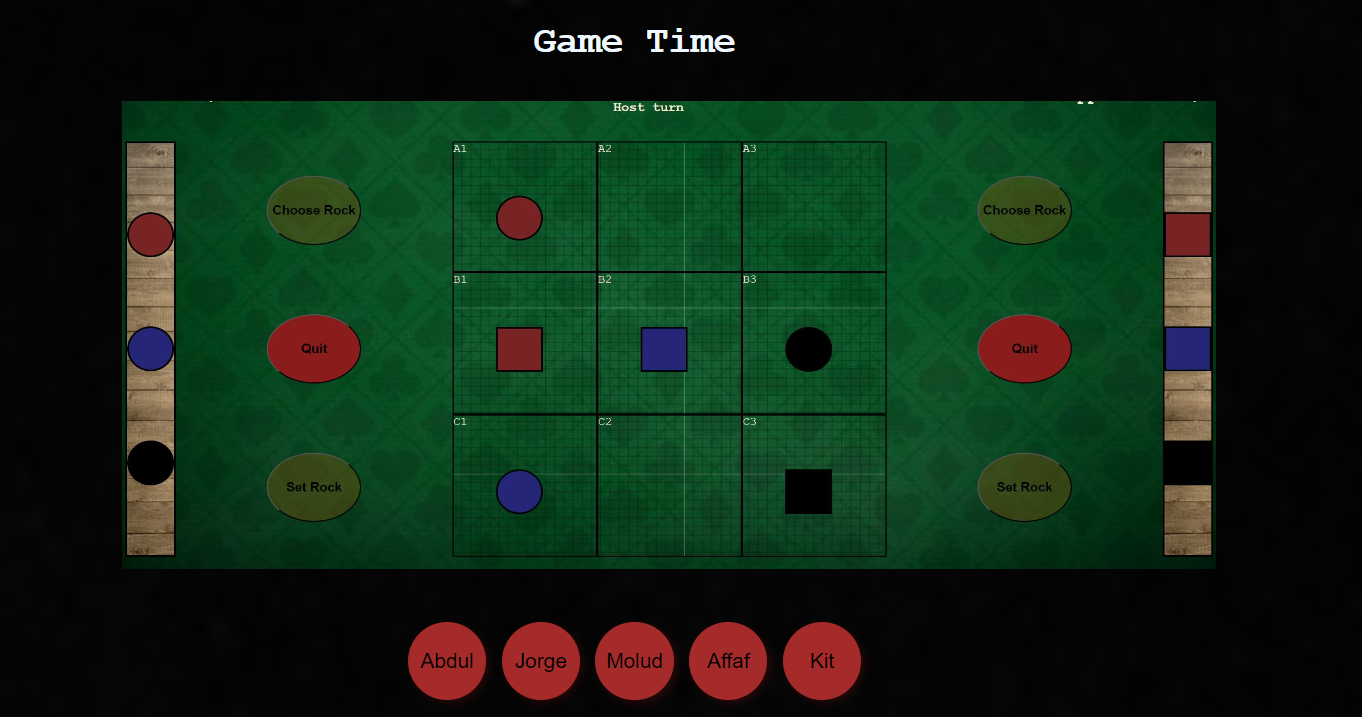 Game Time
Host turn
A1 A2 A3
Choose Rock Choose Rock
B1 B2 B3
Quit Quit
C1 C2 C3
Set Rock Set Rock
Abdul Jorge Molud Affaf Kit